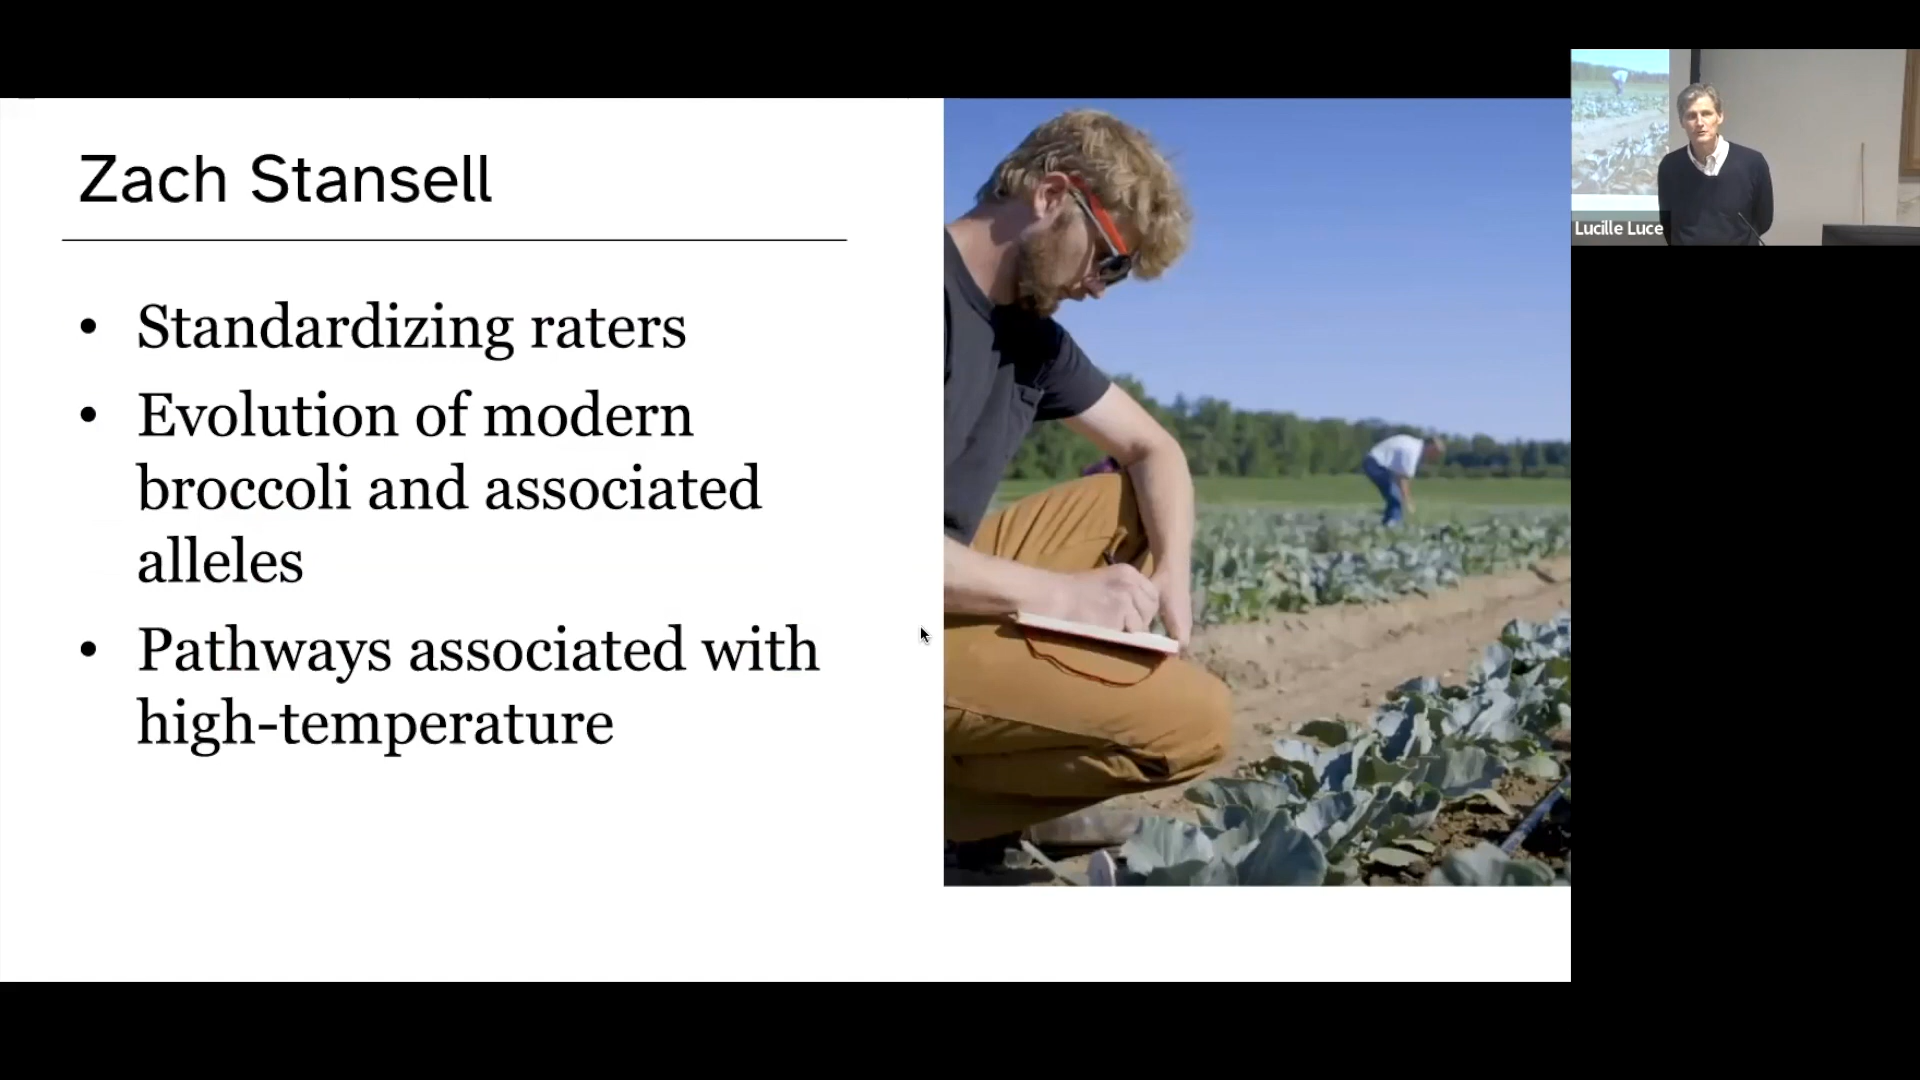 Zach Stansell
• Standardizing raters
• Evolution of modern
broccoli and associated
alleles
• Pathways associated with
high-temperature
Lucille Luce